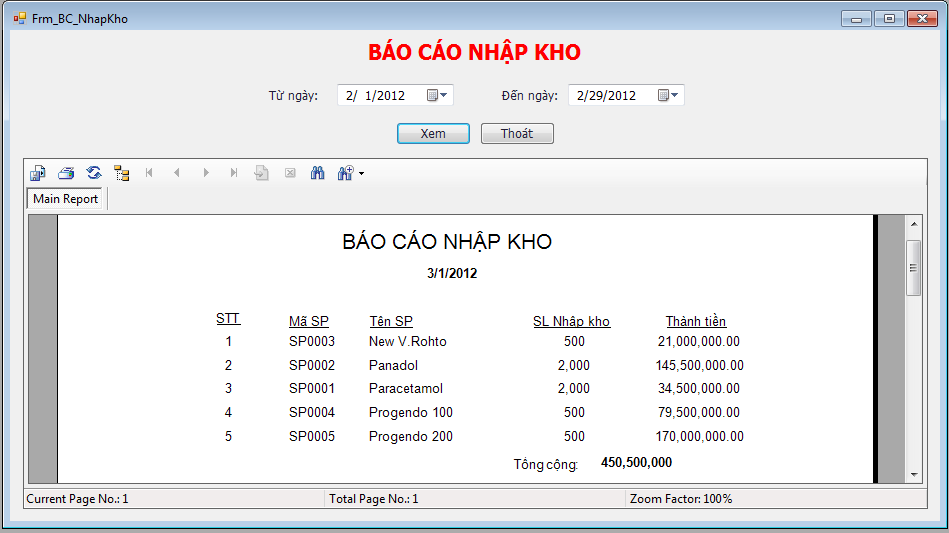 Frm_BC_NhapKho
BÁO CÁO NHẬP KHO
Từ ngày: 2/ 1/2012 Đến ngày: 2/29/2012
Xem Thoát
Main Report
BÁO CÁO NHẬP KHO
3/1/2012
STT Mã SP Tên SP SL Nhập kho Thành tiền
1 SP0003 New V.Rohto 500 21,000,000.00
2 SP0002 Panadol 2,000 145,500,000.00
3 SP0001 Paracetamol 2,000 34,500,000.00
4 SP0004 Progendo 100 500 79,500,000.00
5 SP0005 Progendo 200 500 170,000,000.00
Tổng cộng: 450,500,000
Current Page No.: 1 Total Page No.: 1 Zoom Factor: 100%